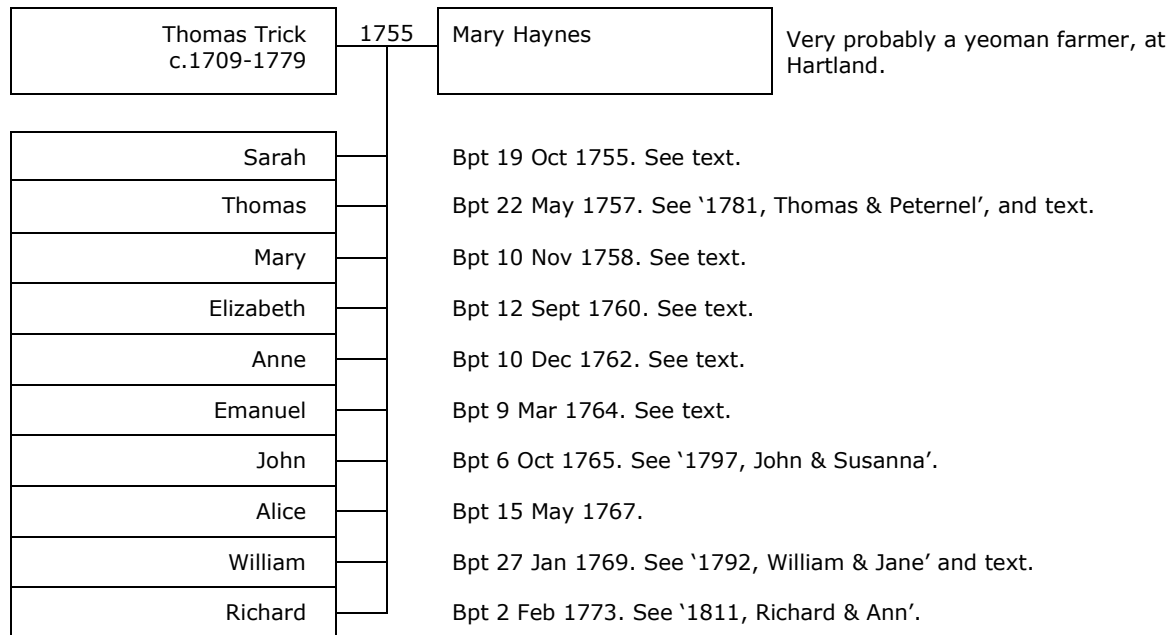 Thomas Trick
c.1709-1779
1755
Mary Haynes
Very probably a yeoman farmer, at
Hartland.
Sarah
Bpt 19 Oct 1755. See text.
Thomas
Bpt 22 May 1757. See ‘1781, Thomas & Peternel’, and text.
Mary
Bpt 10 Nov 1758. See text.
Elizabeth
Bpt 12 Sept 1760. See text.
Anne
Bpt 10 Dec 1762. See text.
Emanuel
Bpt 9 Mar 1764. See text.
John
Bpt 6 Oct 1765. See ‘1797, John & Susanna’.
Alice
Bpt 15 May 1767.
William
Bpt 27 Jan 1769. See ‘1792, William & Jane’ and text.
Richard
Bpt 2 Feb 1773. See ‘1811, Richard & Ann’.